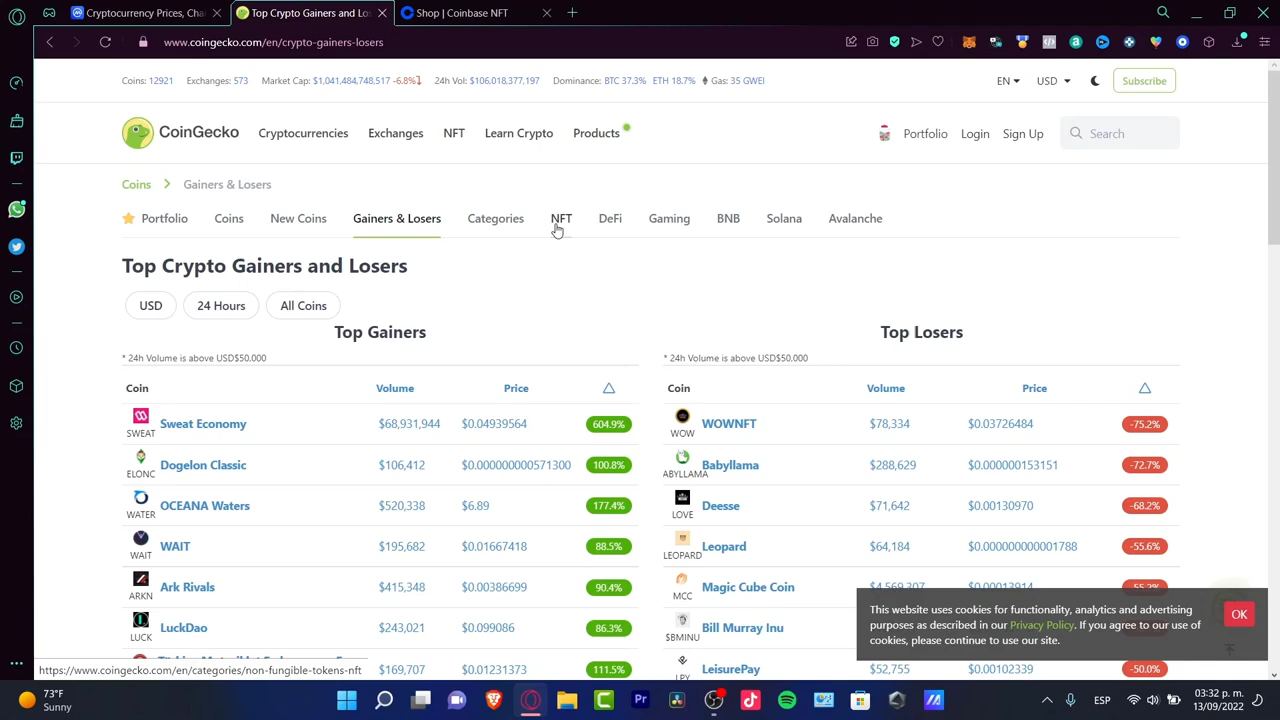 Cryptocurrency Prices, Cha
Top Crypto Gainers and Los
Shop | Coinbase NFT
www.coingecko.com/en/crypto-gainers-losers
Coins: 12921 Exchanges: 573 Market Cap: $1,041,484,748,517 -6.8% 24h Vol: $106,018,377,197 Dominance: BTC 37.3% ETH 18.7% Gas: 35 GWEI
EN USD Subscribe
CoinGecko Cryptocurrencies Exchanges NFT Learn Crypto Products
Portfolio Login Sign Up Search
Coins Gainers & Losers
Portfolio Coins New Coins Gainers & Losers Categories NFT DeFi Gaming BNB Solana Avalanche
Top Crypto Gainers and Losers
USD 24 Hours All Coins
Top Gainers
* 24h Volume is above USD$50,000
Coin Volume Price
SWEAT Sweat Economy $68,931,944 $0.04939564 604.9%
ELONC Dogelon Classic $106,412 $0.000000000571300 100.8%
WATER OCEANA Waters $520,338 $6.89 177.4%
WAIT WAIT $195,682 $0.01667418 88.5%
ARKN Ark Rivals $415,348 $0.00386699 90.4%
LUCK LuckDao $243,021 $0.099086 86.3%
$169,707 $0.01231373 111.5%
Top Losers
* 24h Volume is above USD$50,000
Coin Volume Price
WOW WOWNFT $78,334 $0.03726484 -75.2%
ABYLLAMA Babyllama $288,629 $0.000000153151 -72.7%
LOVE Deesse $71,642 $0.00130970 -68.2%
LEOPARD Leopard $64,184 $0.000000000001788 -55.6%
MCC Magic Cube Coin $4,569,207 $0.00013914 -55.2%
$BMINU Bill Murray Inu
LPY LeisurePay $52,755 $0.00102339 -50.0%
This website uses cookies for functionality, analytics and advertising
purposes as described in our Privacy Policy. If you agree to our use of
cookies, please continue to use our site.
OK
https://www.coingecko.com/en/categories/non-fungible-tokens-nft
73°F
Sunny
Pr
ESP
03:32 p. m.
13/09/2022